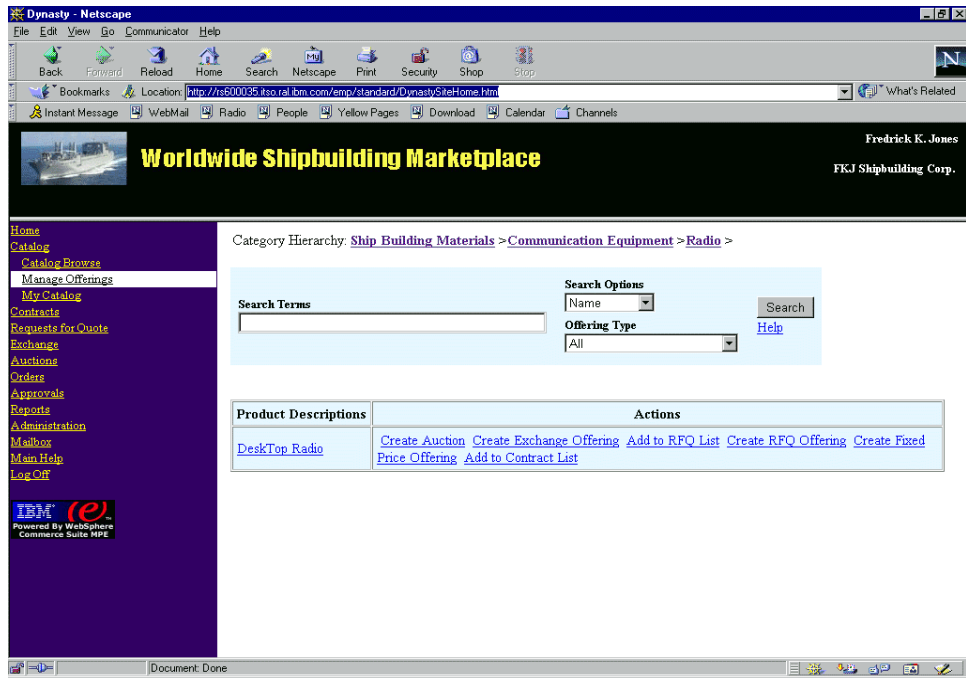 Dynasty - Netscape
File Edit View Go Communicator Help
Back Forward Reload Home Search Netscape Print Security Shop Stop
My
N
Bookmarks Location: http://rs600035.itso.ral.ibm.com/emp/standard/DynastySiteHome.html What's Related
Instant Message WebMail Radio People Yellow Pages Download Calendar Channels
Worldwide Shipbuilding Marketplace
Fredrick K. Jones
FKJ Shipbuilding Corp.
Home
Catalog
Catalog Browse
Manage Offerings
My Catalog
Contracts
Requests for Quote
Exchange
Auctions
Orders
Approvals
Reports
Administration
Mailbox
Main Help
Log Off
IBM (e)
Powered By WebSphere
Commerce Suite MPE
Category Hierarchy: Ship Building Materials >Communication Equipment >Radio >
Search Terms
Search Options
Name
Offering Type
All
Search
Help
Product Descriptions Actions
DeskTop Radio
Create Auction Create Exchange Offering Add to RFQ List Create RFQ Offering Create Fixed
Price Offering Add to Contract List
Document: Done